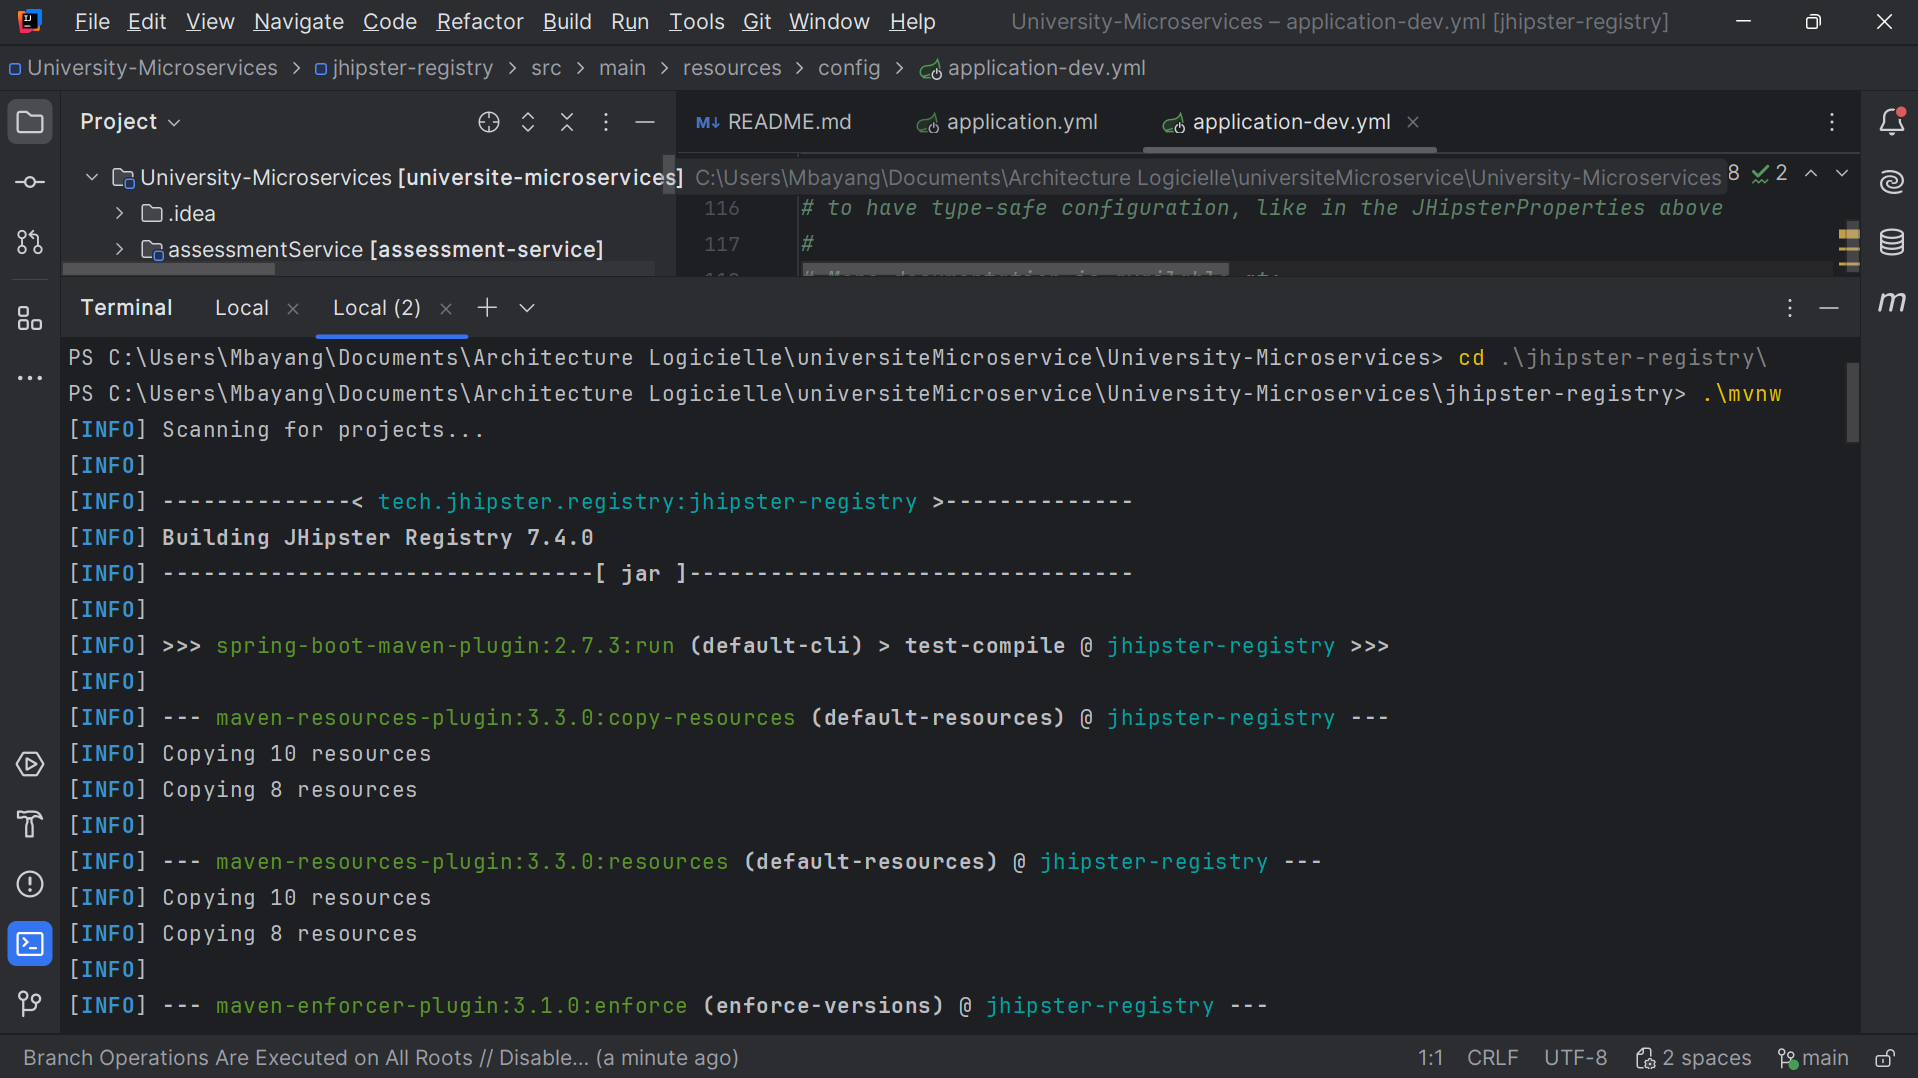 File Edit View Navigate Code Refactor Build Run Tools Git Window Help University-Microservices – application-dev.yml [jhipster-registry]
University-Microservices > jhipster-registry > src > main > resources > config > application-dev.yml
Project
README.md application.yml application-dev.yml
University-Microservices [universite-microservices] C:\Users\Mbayang\Documents\Architecture Logicielle\universiteMicroservice\University-Microservices
8 2
.idea
assessmentService [assessment-service]
116 # to have type-safe configuration, like in the JHipsterProperties above
117 #
118 # More documentation is available at:
Terminal Local Local (2)
PS C:\Users\Mbayang\Documents\Architecture Logicielle\universiteMicroservice\University-Microservices> cd .\jhipster-registry\
PS C:\Users\Mbayang\Documents\Architecture Logicielle\universiteMicroservice\University-Microservices\jhipster-registry> .\mvnw
[INFO] Scanning for projects...
[INFO]
[INFO] --------------< tech.jhipster.registry:jhipster-registry >--------------
[INFO] Building JHipster Registry 7.4.0
[INFO] --------------------------------[ jar ]---------------------------------
[INFO]
[INFO] >>> spring-boot-maven-plugin:2.7.3:run (default-cli) > test-compile @ jhipster-registry >>>
[INFO]
[INFO] --- maven-resources-plugin:3.3.0:copy-resources (default-resources) @ jhipster-registry ---
[INFO] Copying 10 resources
[INFO] Copying 8 resources
[INFO]
[INFO] --- maven-resources-plugin:3.3.0:resources (default-resources) @ jhipster-registry ---
[INFO] Copying 10 resources
[INFO] Copying 8 resources
[INFO]
[INFO] --- maven-enforcer-plugin:3.1.0:enforce (enforce-versions) @ jhipster-registry ---
Branch Operations Are Executed on All Roots // Disable... (a minute ago) 1:1 CRLF UTF-8 2 spaces main